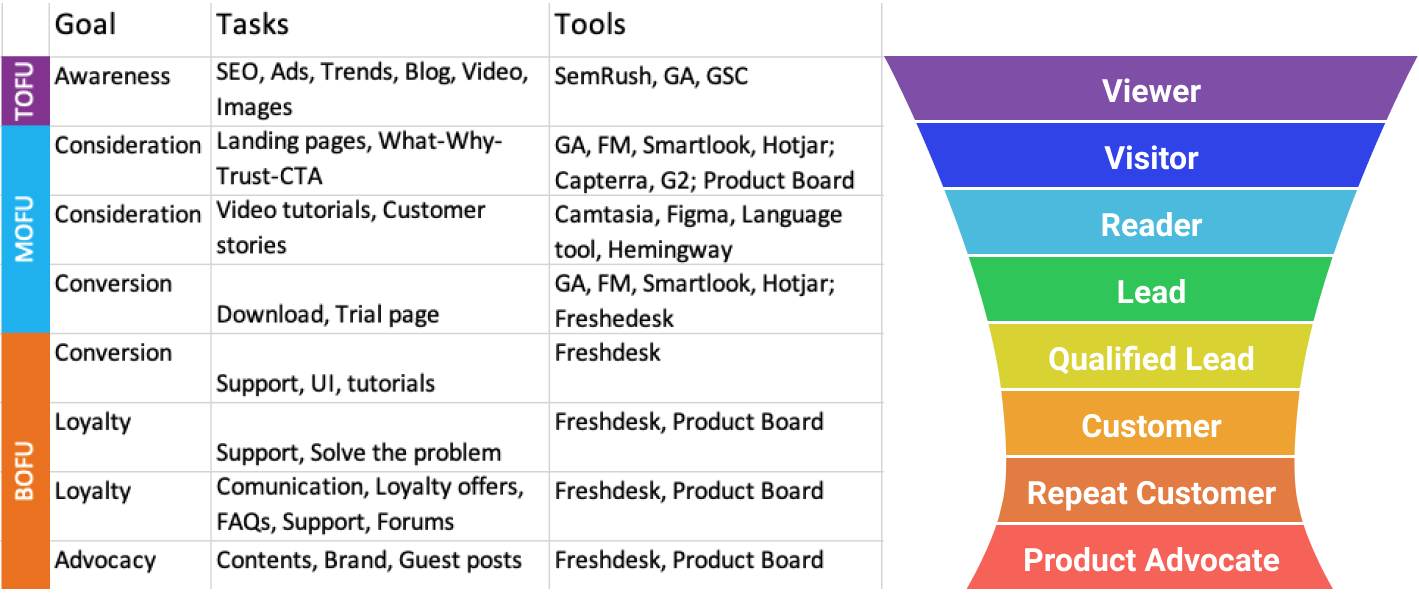 Goal Tasks Tools
TOFU
Awareness SEO, Ads, Trends, Blog, Video, SemRush, GA, GSC
Images
Viewer
MOFU
Consideration Landing pages, What-Why- GA, FM, Smartlook, Hotjar;
Trust-CTA Capterra, G2; Product Board
Visitor
Consideration Video tutorials, Customer Camtasia, Figma, Language
stories tool, Hemingway
Reader
Conversion GA, FM, Smartlook, Hotjar;
Download, Trial page Freshedesk
Lead
BOFU
Conversion Freshdesk
Support, UI, tutorials
Qualified Lead
Loyalty Freshdesk, Product Board
Support, Solve the problem
Customer
Loyalty Comunication, Loyalty offers, Freshdesk, Product Board
FAQs, Support, Forums
Repeat Customer
Advocacy Contents, Brand, Guest posts Freshdesk, Product Board
Product Advocate